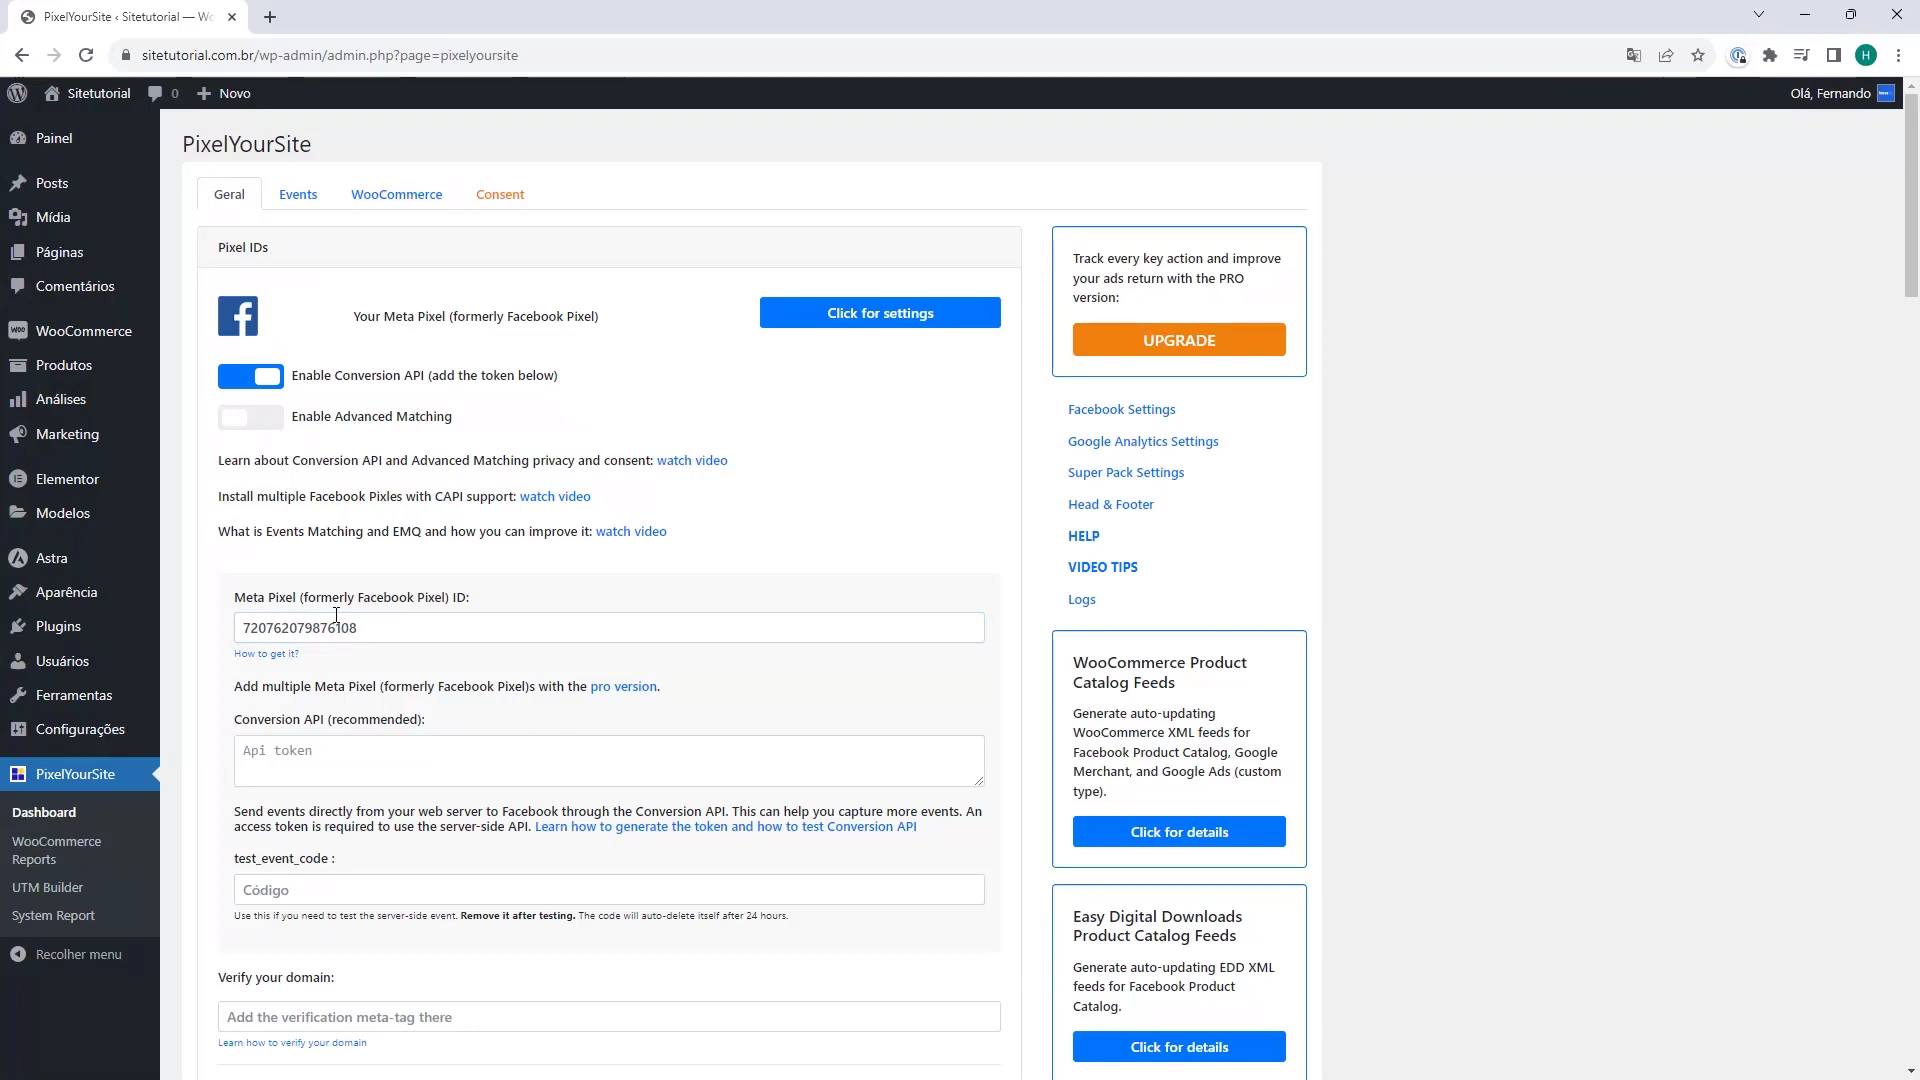 PixelYourSite ‹ Sitetutorial — Wo
sitetutorial.com.br/wp-admin/admin.php?page=pixelyoursite
H
Sitetutorial
0
Novo
Olá, Fernando
Painel
Posts
Mídia
Páginas
Comentários
WooCommerce
Produtos
Análises
Marketing
Elementor
Modelos
Astra
Aparência
Plugins
Usuários
Ferramentas
Configurações
PixelYourSite
Dashboard
WooCommerce
Reports
UTM Builder
System Report
Recolher menu
PixelYourSite
Geral
Events
WooCommerce
Consent
Pixel IDs
Your Meta Pixel (formerly Facebook Pixel)
Click for settings
Enable Conversion API (add the token below)
Enable Advanced Matching
Learn about Conversion API and Advanced Matching privacy and consent: watch video
Install multiple Facebook Pixles with CAPI support: watch video
What is Events Matching and EMQ and how you can improve it: watch video
Meta Pixel (formerly Facebook Pixel) ID:
720762079876108
How to get it?
Add multiple Meta Pixel (formerly Facebook Pixel)s with the pro version.
Conversion API (recommended):
Api token
Send events directly from your web server to Facebook through the Conversion API. This can help you capture more events. An
access token is required to use the server-side API. Learn how to generate the token and how to test Conversion API
test_event_code :
Código
Use this if you need to test the server-side event. Remove it after testing. The code will auto-delete itself after 24 hours.
Verify your domain:
Add the verification meta-tag there
Learn how to verify your domain
Track every key action and improve
your ads return with the PRO
version:
UPGRADE
Facebook Settings
Google Analytics Settings
Super Pack Settings
Head & Footer
HELP
VIDEO TIPS
Logs
WooCommerce Product
Catalog Feeds
Generate auto-updating
WooCommerce XML feeds for
Facebook Product Catalog, Google
Merchant, and Google Ads (custom
type).
Click for details
Easy Digital Downloads
Product Catalog Feeds
Generate auto-updating EDD XML
feeds for Facebook Product
Catalog.
Click for details